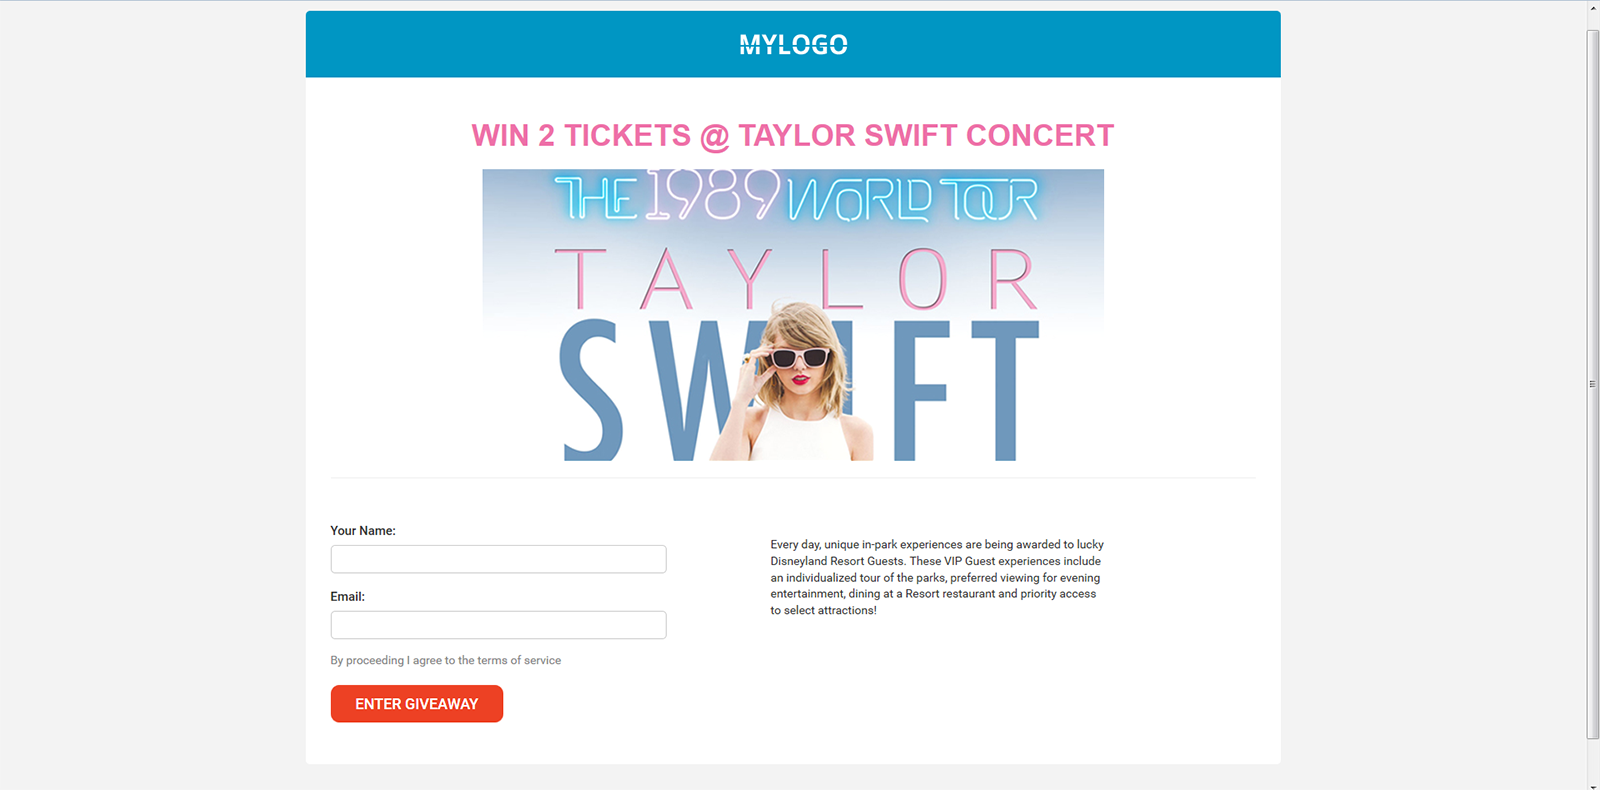 MYLOGO
WIN 2 TICKETS @ TAYLOR SWIFT CONCERT
THE 1989 WORLD TOUR
TAYLOR
SWIFT
Your Name:
Email:
By proceeding I agree to the terms of service
ENTER GIVEAWAY
Every day, unique in-park experiences are being awarded to lucky
Disneyland Resort Guests. These VIP Guest experiences include
an individualized tour of the parks, preferred viewing for evening
entertainment, dining at a Resort restaurant and priority access
to select attractions!